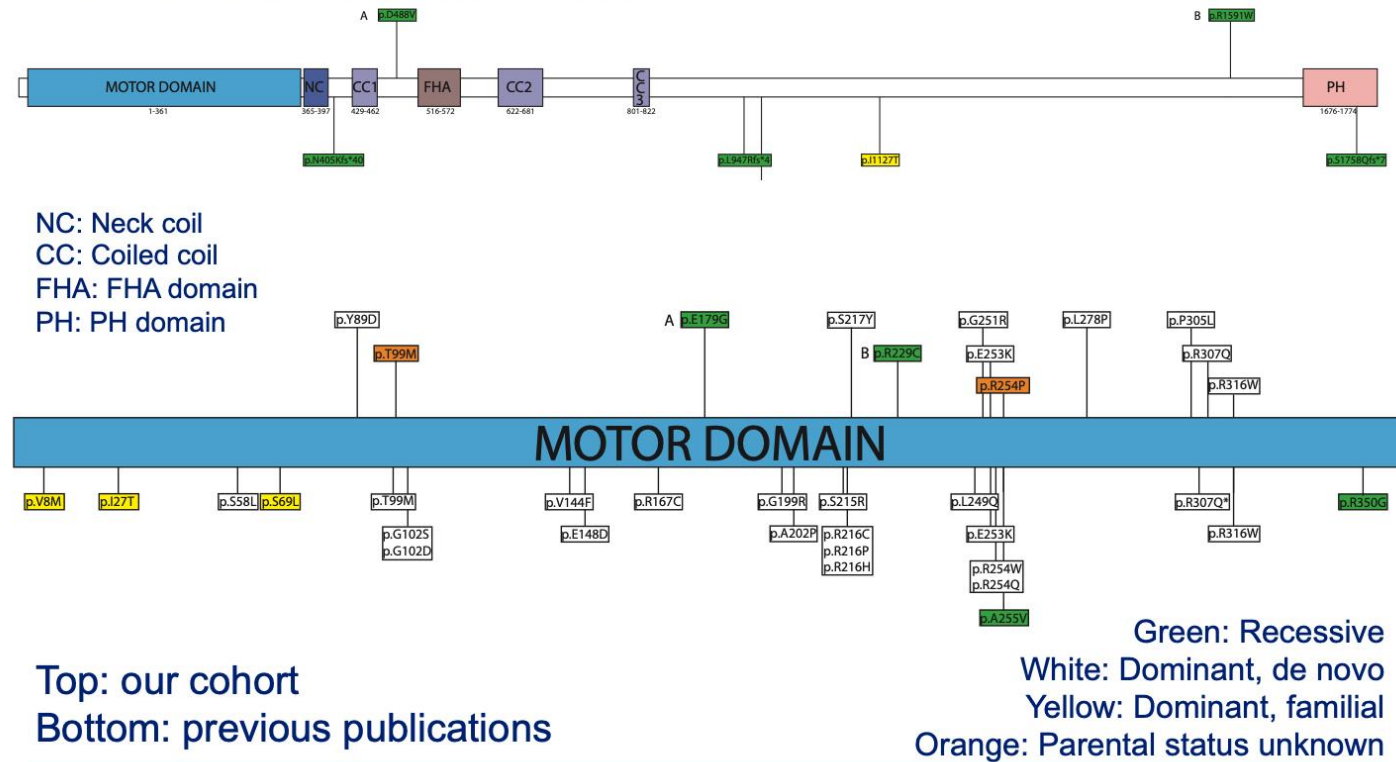 A p.D488V
B p.R1591W
MOTOR DOMAIN
NC
CC1
FHA
CC2
CC3
PH
1-361
365-397
429-462
516-572
622-681
801-822
1676-1774
p.N405Kfs*40
p.L947Rfs*4
p.I1127T
p.S1758Qfs*7
NC: Neck coil
CC: Coiled coil
FHA: FHA domain
PH: PH domain
p.Y89D
A p.E179G
p.S217Y
p.G251R
p.L278P
p.P305L
p.T99M
B p.R229C
p.E253K
p.R307Q
p.R254P
p.R316W
MOTOR DOMAIN
p.V8M
p.I27T
p.S58L
p.S69L
p.T99M
p.V144F
p.R167C
p.G199R
p.S215R
p.L249Q
p.R307Q*
p.R350G
p.G102S
p.G102D
p.E148D
p.A202P
p.R216C
p.R216P
p.R216H
p.E253K
p.R316W
p.R254W
p.R254Q
p.A255V
Green: Recessive
White: Dominant, de novo
Yellow: Dominant, familial
Orange: Parental status unknown
Top: our cohort
Bottom: previous publications